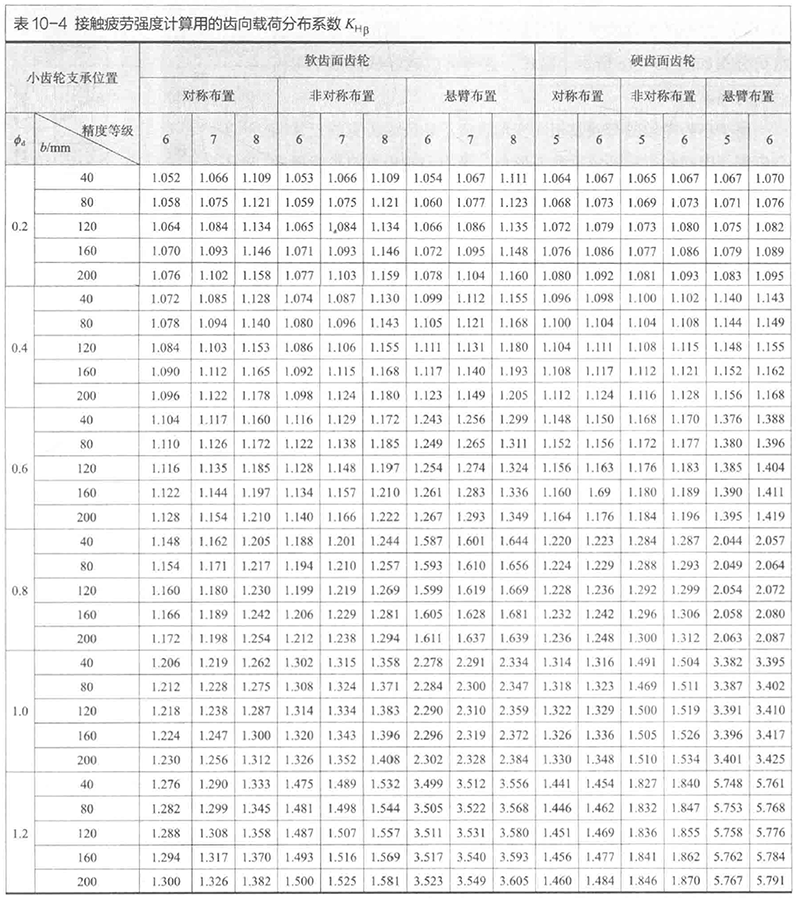 表 10-4 接触疲劳强度计算用的齿向载荷分布系数 KHβ
小齿轮支承位置 软齿面齿轮 硬齿面齿轮
对称布置 非对称布置 悬臂布置 对称布置 非对称布置 悬臂布置
ϕd 精度等级 b/mm 6 7 8 6 7 8 6 7 8 5 6 5 6 5 6
0.2 40 1.052 1.066 1.109 1.053 1.066 1.109 1.054 1.067 1.111 1.064 1.067 1.065 1.067 1.067 1.070
80 1.058 1.075 1.121 1.059 1.075 1.121 1.060 1.077 1.123 1.068 1.073 1.069 1.073 1.071 1.076
120 1.064 1.084 1.134 1.065 1.084 1.134 1.066 1.086 1.135 1.072 1.079 1.073 1.080 1.075 1.082
160 1.070 1.093 1.146 1.071 1.093 1.146 1.072 1.095 1.148 1.076 1.086 1.077 1.086 1.079 1.089
200 1.076 1.102 1.158 1.077 1.103 1.159 1.078 1.104 1.160 1.080 1.092 1.081 1.093 1.083 1.095
0.4 40 1.072 1.085 1.128 1.074 1.087 1.130 1.099 1.112 1.155 1.096 1.098 1.100 1.102 1.140 1.143
80 1.078 1.094 1.140 1.080 1.096 1.143 1.105 1.121 1.168 1.100 1.104 1.104 1.108 1.144 1.149
120 1.084 1.103 1.153 1.086 1.106 1.155 1.111 1.131 1.180 1.104 1.111 1.108 1.115 1.148 1.155
160 1.090 1.112 1.165 1.092 1.115 1.168 1.117 1.140 1.193 1.108 1.117 1.112 1.121 1.152 1.162
200 1.096 1.122 1.178 1.098 1.124 1.180 1.123 1.149 1.205 1.112 1.124 1.116 1.128 1.156 1.168
0.6 40 1.104 1.117 1.160 1.116 1.129 1.172 1.243 1.256 1.299 1.148 1.150 1.168 1.170 1.376 1.388
80 1.110 1.126 1.172 1.122 1.138 1.185 1.249 1.265 1.311 1.152 1.156 1.172 1.177 1.380 1.396
120 1.116 1.135 1.185 1.128 1.148 1.197 1.254 1.274 1.324 1.156 1.163 1.176 1.183 1.385 1.404
160 1.122 1.144 1.197 1.134 1.157 1.210 1.261 1.283 1.336 1.160 1.69 1.180 1.189 1.390 1.411
200 1.128 1.154 1.210 1.140 1.166 1.222 1.267 1.293 1.349 1.164 1.176 1.184 1.196 1.395 1.419
0.8 40 1.148 1.162 1.205 1.188 1.201 1.244 1.587 1.601 1.644 1.220 1.223 1.284 1.287 2.044 2.057
80 1.154 1.171 1.217 1.194 1.210 1.257 1.593 1.610 1.656 1.224 1.229 1.288 1.293 2.049 2.064
120 1.160 1.180 1.230 1.199 1.219 1.269 1.599 1.619 1.669 1.228 1.236 1.292 1.299 2.054 2.072
160 1.166 1.189 1.242 1.206 1.229 1.281 1.605 1.628 1.681 1.232 1.242 1.296 1.306 2.058 2.080
200 1.172 1.198 1.254 1.212 1.238 1.294 1.611 1.637 1.639 1.236 1.248 1.300 1.312 2.063 2.087
1.0 40 1.206 1.219 1.262 1.302 1.315 1.358 2.278 2.291 2.334 1.314 1.316 1.491 1.504 3.382 3.395
80 1.212 1.228 1.275 1.308 1.324 1.371 2.284 2.300 2.347 1.318 1.323 1.469 1.511 3.387 3.402
120 1.218 1.238 1.287 1.314 1.334 1.383 2.290 2.310 2.359 1.322 1.329 1.500 1.519 3.391 3.410
160 1.224 1.247 1.300 1.320 1.343 1.396 2.296 2.319 2.372 1.326 1.336 1.505 1.526 3.396 3.417
200 1.230 1.256 1.312 1.326 1.352 1.408 2.302 2.328 2.384 1.330 1.348 1.510 1.534 3.401 3.425
1.2 40 1.276 1.290 1.333 1.475 1.489 1.532 3.499 3.512 3.556 1.441 1.454 1.827 1.840 5.748 5.761
80 1.282 1.299 1.345 1.481 1.498 1.544 3.505 3.522 3.568 1.446 1.462 1.832 1.847 5.753 5.768
120 1.288 1.308 1.358 1.487 1.507 1.557 3.511 3.531 3.580 1.451 1.469 1.836 1.855 5.758 5.776
160 1.294 1.317 1.370 1.493 1.516 1.569 3.517 3.540 3.593 1.456 1.477 1.841 1.862 5.762 5.784
200 1.300 1.326 1.382 1.500 1.525 1.581 3.523 3.549 3.605 1.460 1.484 1.846 1.870 5.767 5.791